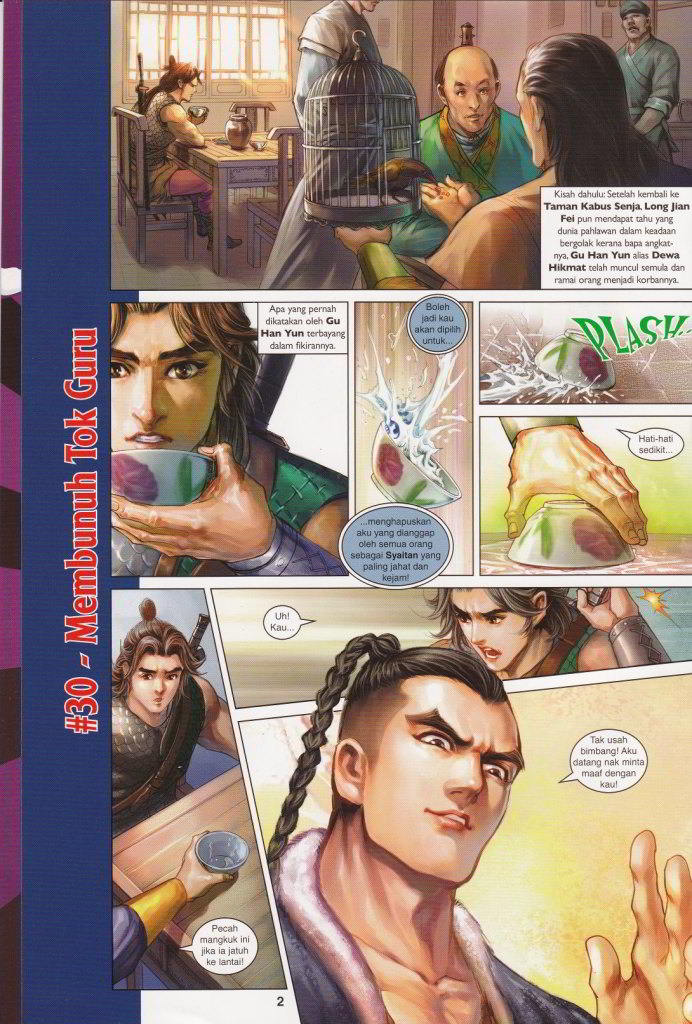 #30 - Membunuh Tok Guru
Kisah dahulu: Setelah kembali ke
Taman Kabus Senja, Long Jian
Fei pun mendapat tahu yang
dunia pahlawan dalam keadaan
bergolak kerana bapa angkat-
nya, Gu Han Yun alias Dewa
Hikmat telah muncul semula dan
ramai orang menjadi korbannya.
Apa yang pernah
dikatakan oleh Gu
Han Yun terbayang
dalam fikirannya.
Boleh
jadi kau
akan dipilih
untuk...
...menghapuskan
aku yang dianggap
oleh semua orang
sebagai Syaitan yang
paling jahat dan
kejam!
PLASH
Hati-hati
sedikit...
Uh!
Kau...
Tak usah
bimbang! Aku
datang nak minta
maaf dengan
kau!
Pecah
mangkuk ini
jika ia jatuh
ke lantai!
2